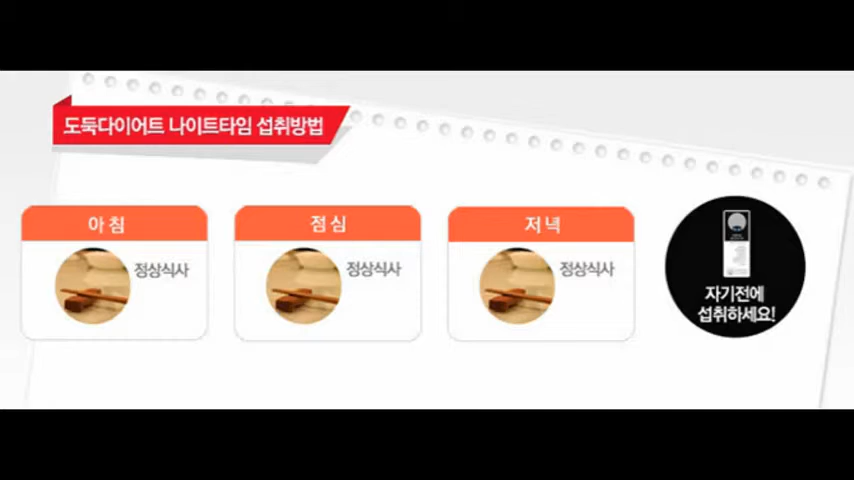 도둑다이어트 나이트타임 섭취방법
아침
정상식사
점심
정상식사
저녁
정상식사
자기전에
섭취하세요!